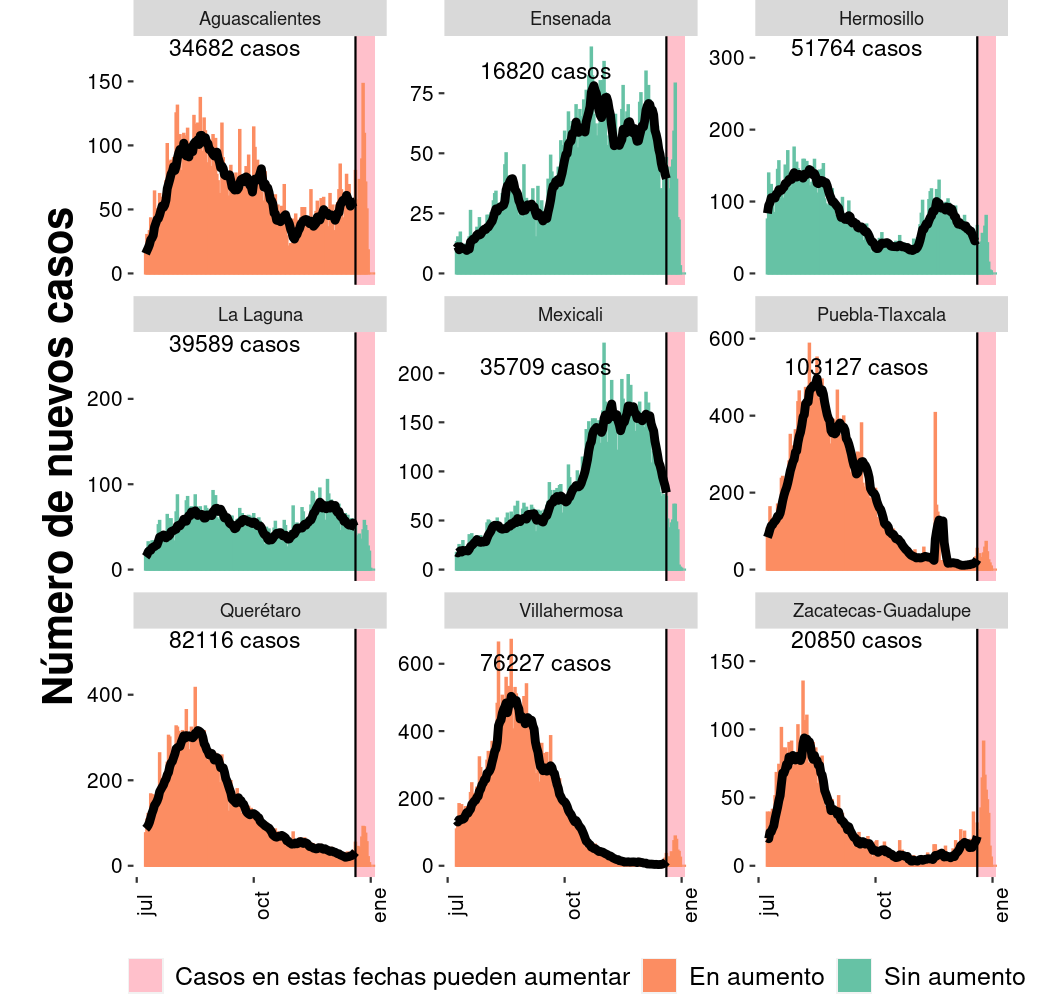 Número de nuevos casos
Aguascalientes
34682 casos
150
100
50
0
Ensenada
16820 casos
75
50
25
0
Hermosillo
51764 casos
300
200
100
0
La Laguna
39589 casos
200
100
0
Mexicali
35709 casos
200
150
100
50
0
Puebla-Tlaxcala
103127 casos
600
400
200
0
Querétaro
82116 casos
400
200
0
jul
oct
ene
Villahermosa
76227 casos
600
400
200
0
jul
oct
ene
Zacatecas-Guadalupe
20850 casos
150
100
50
0
jul
oct
ene
Casos en estas fechas pueden aumentar
En aumento
Sin aumento